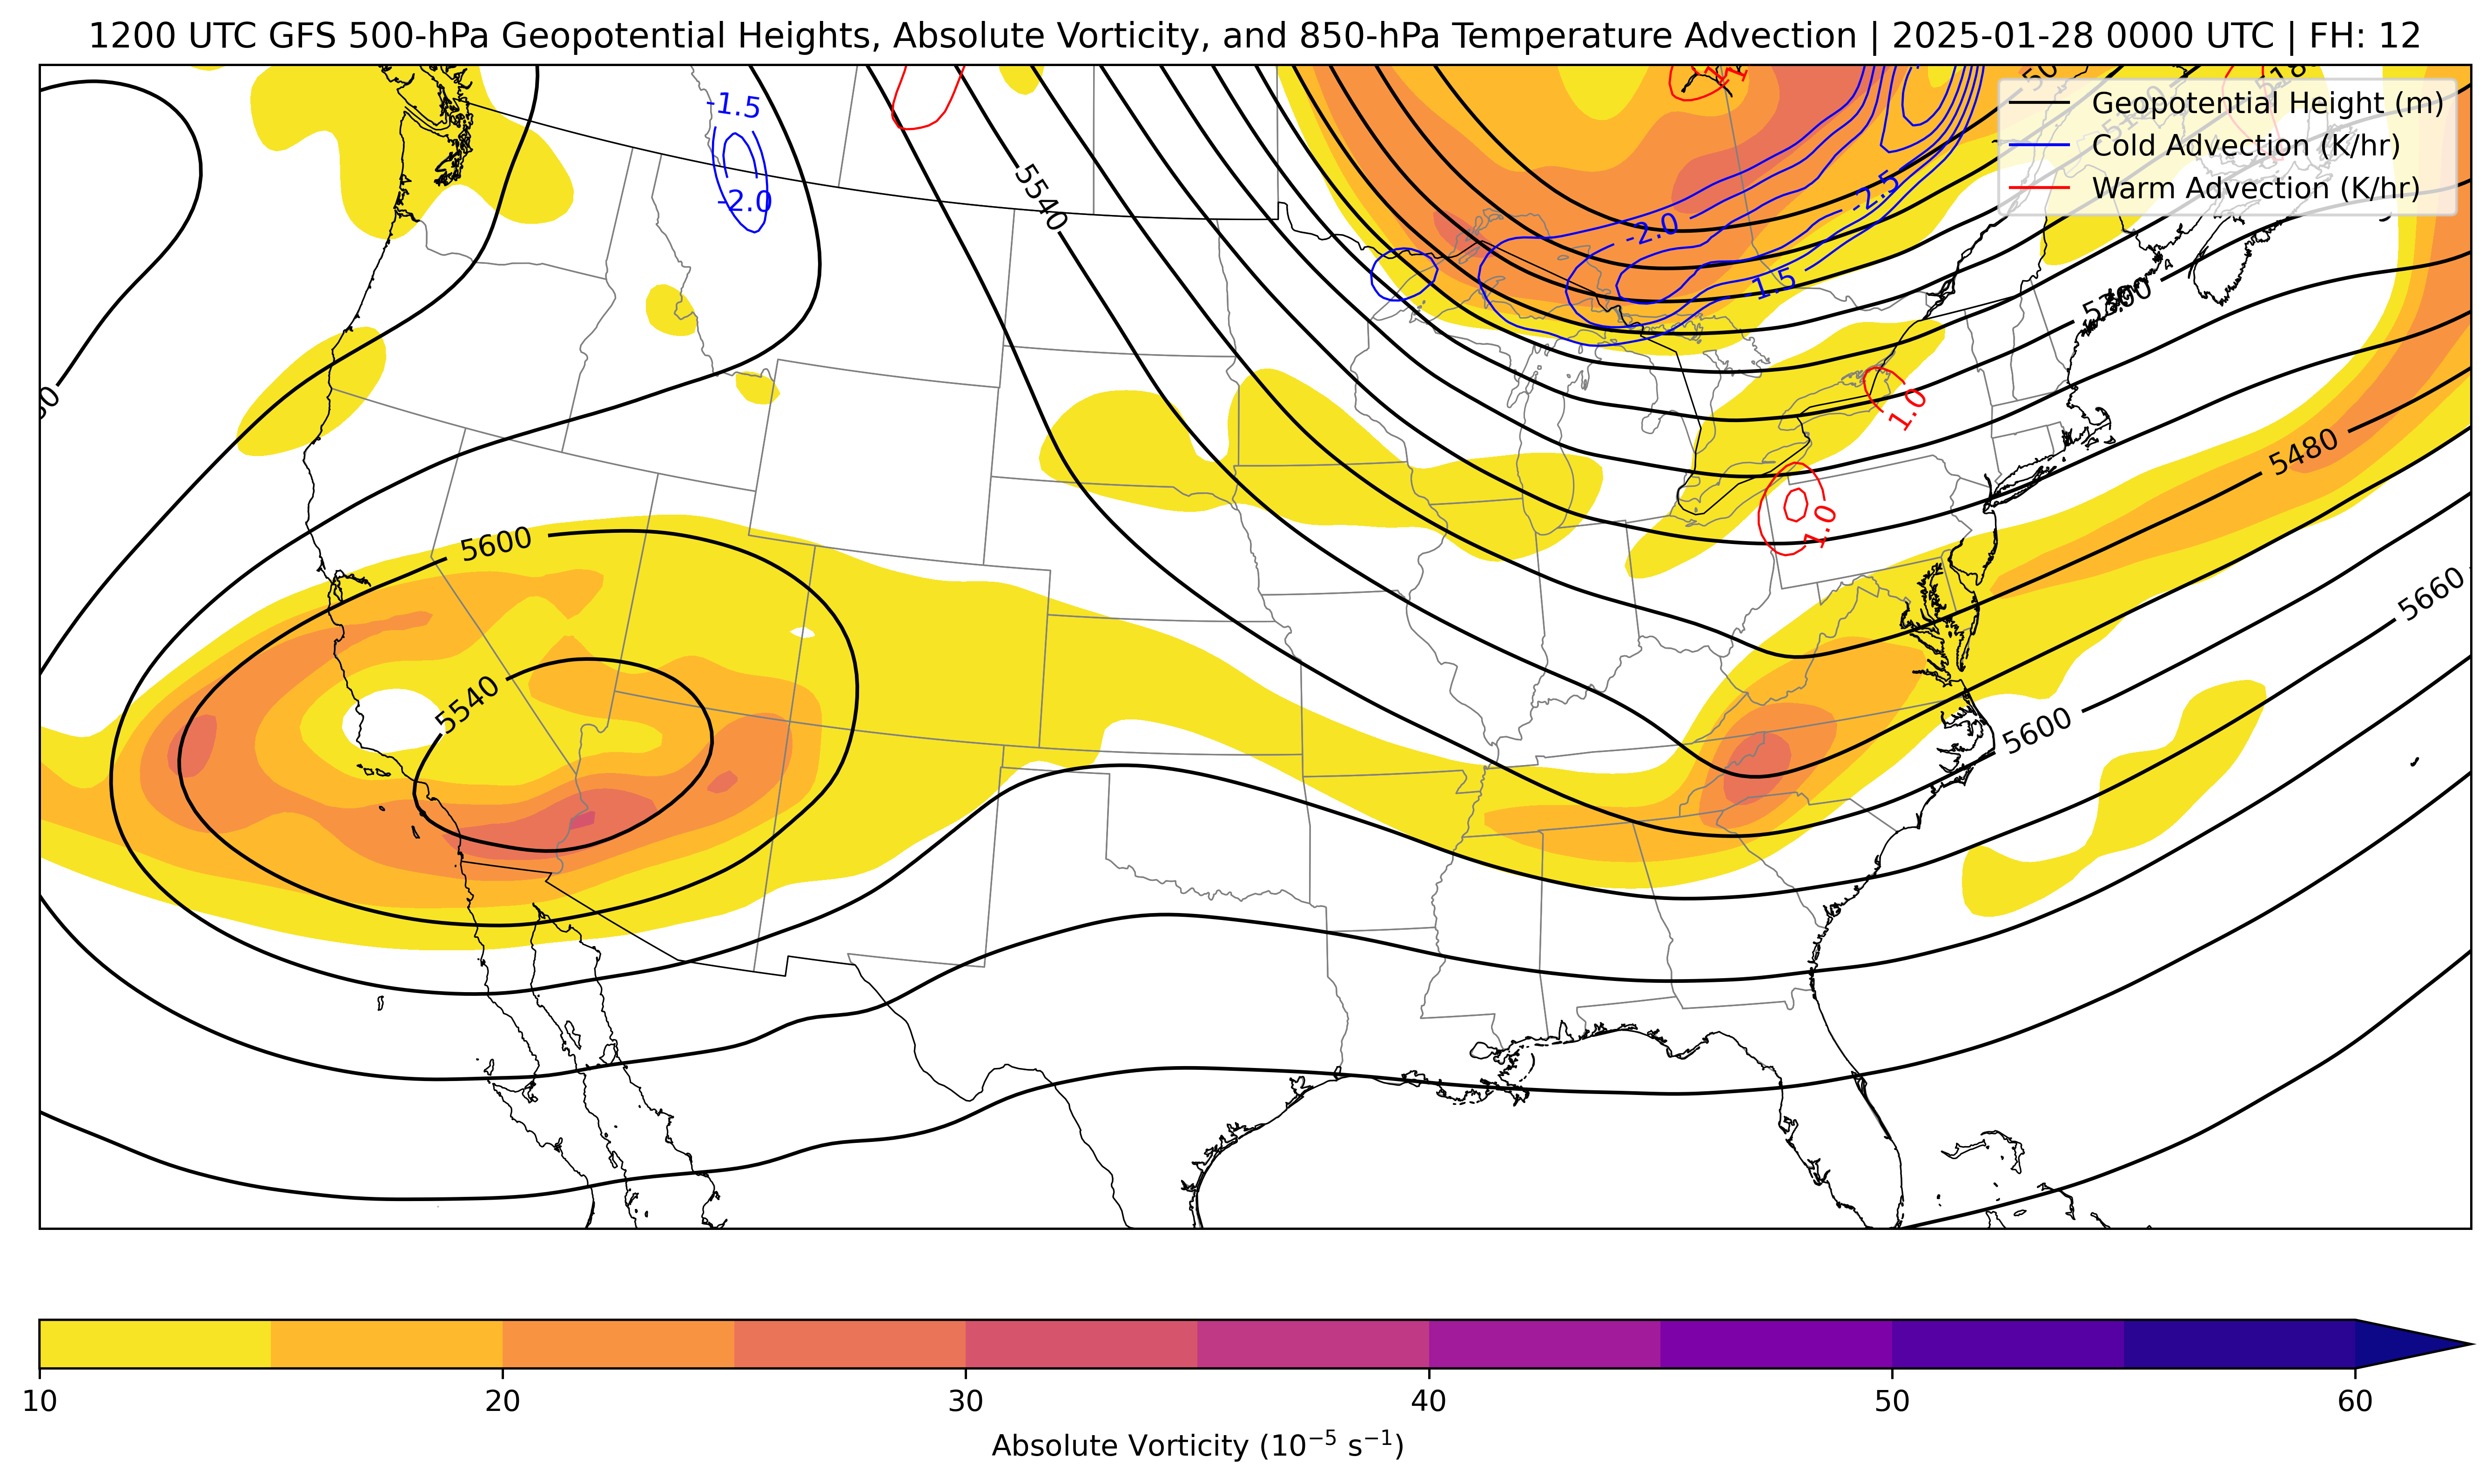 1200 UTC GFS 500-hPa Geopotential Heights, Absolute Vorticity, and 850-hPa Temperature Advection | 2025-01-28 0000 UTC | FH: 12
Geopotential Height (m)
Cold Advection (K/hr)
Warm Advection (K/hr)
-1.5
-2.0
5540
-2.5
-2.0
1.0
1.0
5480
5600
5660
5540
5600
10 20 30 40 50 60
Absolute Vorticity (10⁻⁵ s⁻¹)